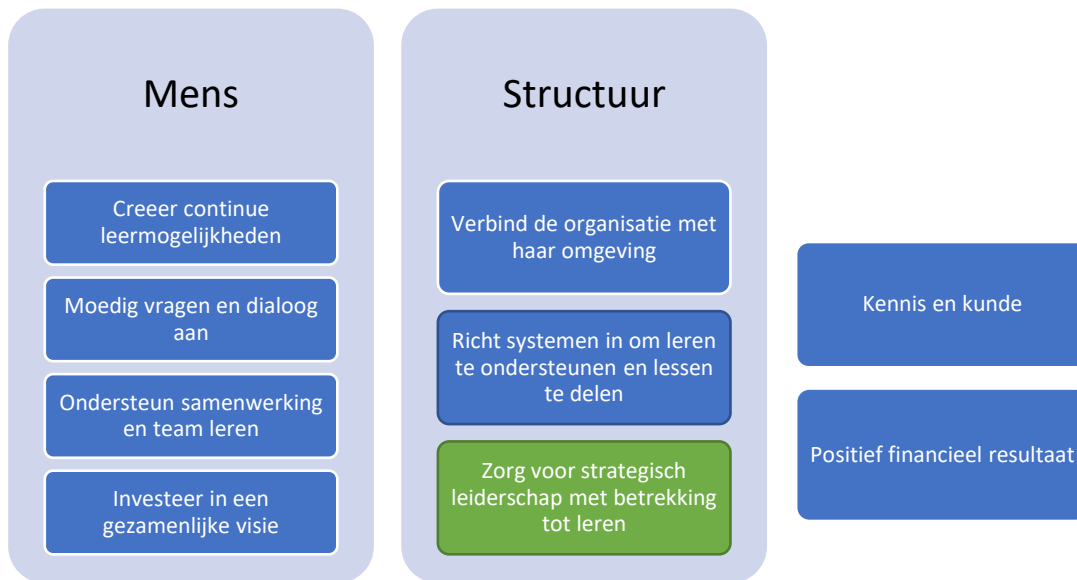 Mens
Creeer continue
leermogelijkheden
Moedig vragen en dialoog
aan
Ondersteun samenwerking
en team leren
Investeer in een
gezamenlijke visie
Structuur
Verbind de organisatie met
haar omgeving
Richt systemen in om leren
te ondersteunen en lessen
te delen
Zorg voor strategisch
leiderschap met betrekking
tot leren
Kennis en kunde
Positief financieel resultaat